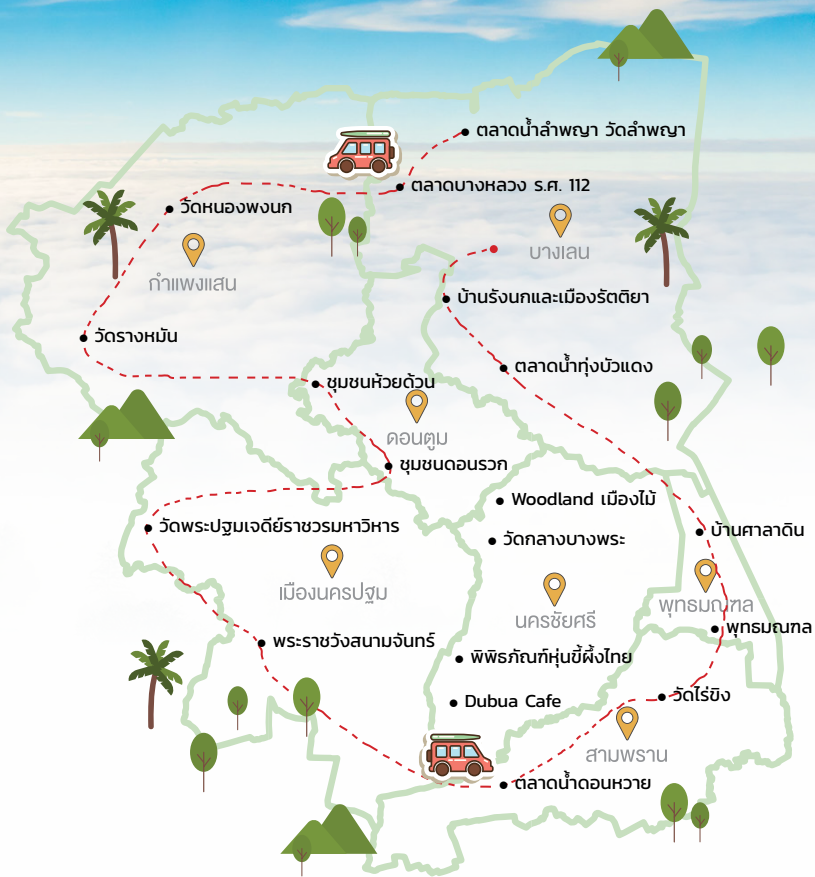 ตลาดน้ำลำพญา วัดลำพญา
ตลาดบางหลวง ร.ศ. 112
วัดหนองพงนก
บางเลน
กำแพงแสน
บ้านรังนกและเมืองรัตติยา
วัดรางหมัน
ตลาดน้ำทุ่งบัวแดง
ชุมชนห้วยด้วน
ดอนตูม
ชุมชนดอนรวก
Woodland เมืองไม้
วัดพระปฐมเจดีย์ราชวรมหาวิหาร
บ้านศาลาดิน
วัดกลางบางพระ
เมืองนครปฐม
พุทธมณฑล
นครชัยศรี
พุทธมณฑล
พระราชวังสนามจันทร์
พิพิธภัณฑ์หุ่นขี้ผึ้งไทย
วัดไร่ขิง
Dubua Cafe
สามพราน
ตลาดน้ำดอนหวาย